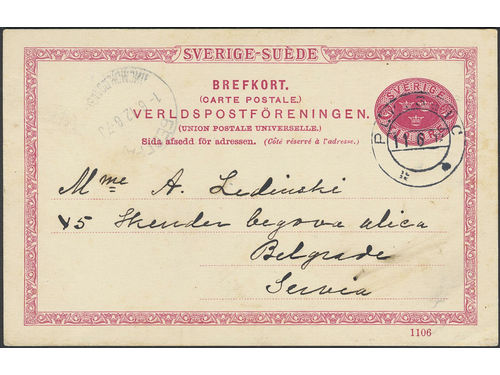 SVERIGE-SUÈDE
BREFKORT.
(CARTE POSTALE.)
VERLDSPOSTFÖRENINGEN.
(UNION POSTALE UNIVERSELLE.)
Sida afsedd för adressen. (Côté réservé à l'adresse.)
SVERIGE
Mme A. Ledinski
45 Skender begova ulica
Belgrade
Servia
1106